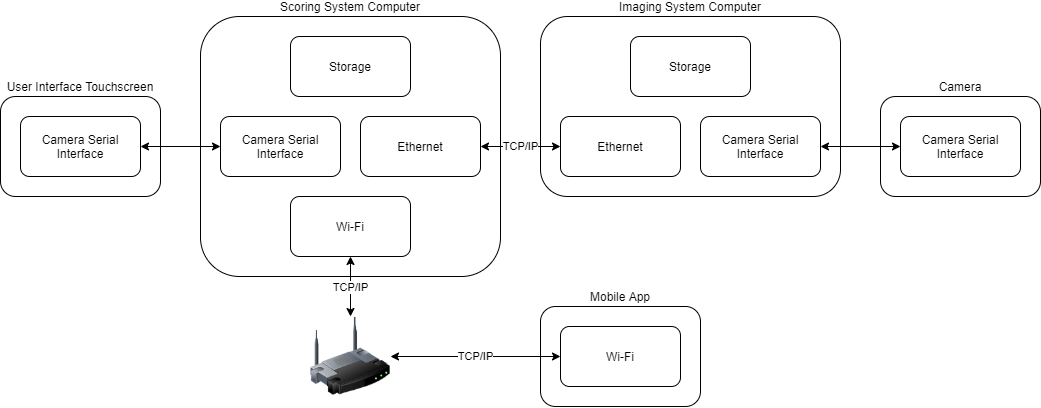 Scoring System Computer
Imaging System Computer
Storage
Storage
User Interface Touchscreen
Camera
Camera Serial
Interface
Camera Serial
Interface
Ethernet
TCP/IP
Ethernet
Camera Serial
Interface
Camera Serial
Interface
Wi-Fi
TCP/IP
Mobile App
TCP/IP
Wi-Fi